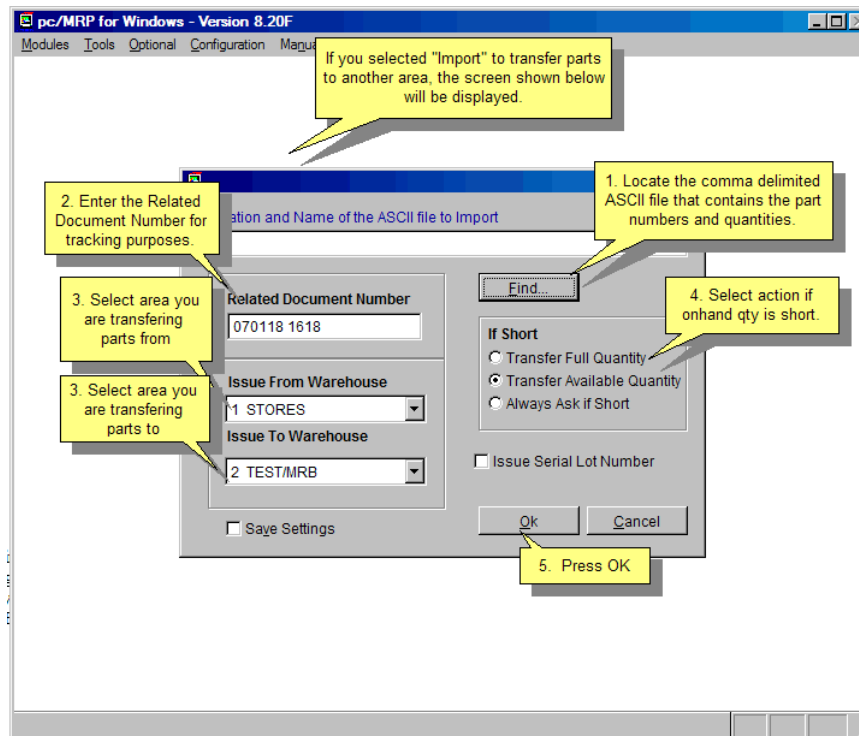 pc/MRP for Windows - Version 8.20F
Modules Tools Optional Configuration
If you selected "Import" to transfer parts
to another area, the screen shown below
will be displayed.
1. Locate the comma delimited
ASCII file that contains the part
numbers and quantities.
2. Enter the Related
Document Number for
tracking purposes.
and Name of the ASCII file to Import
Find...
3. Select area you
are transfering
parts from
Related Document Number
070118 1618
4. Select action if
onhand qty is short.
If Short
Transfer Full Quantity
Transfer Available Quantity
Always Ask if Short
Issue From Warehouse
1 STORES
3. Select area you
are transfering
parts to
Issue To Warehouse
2 TEST/MRB
Issue Serial Lot Number
Save Settings
Ok Cancel
5. Press OK